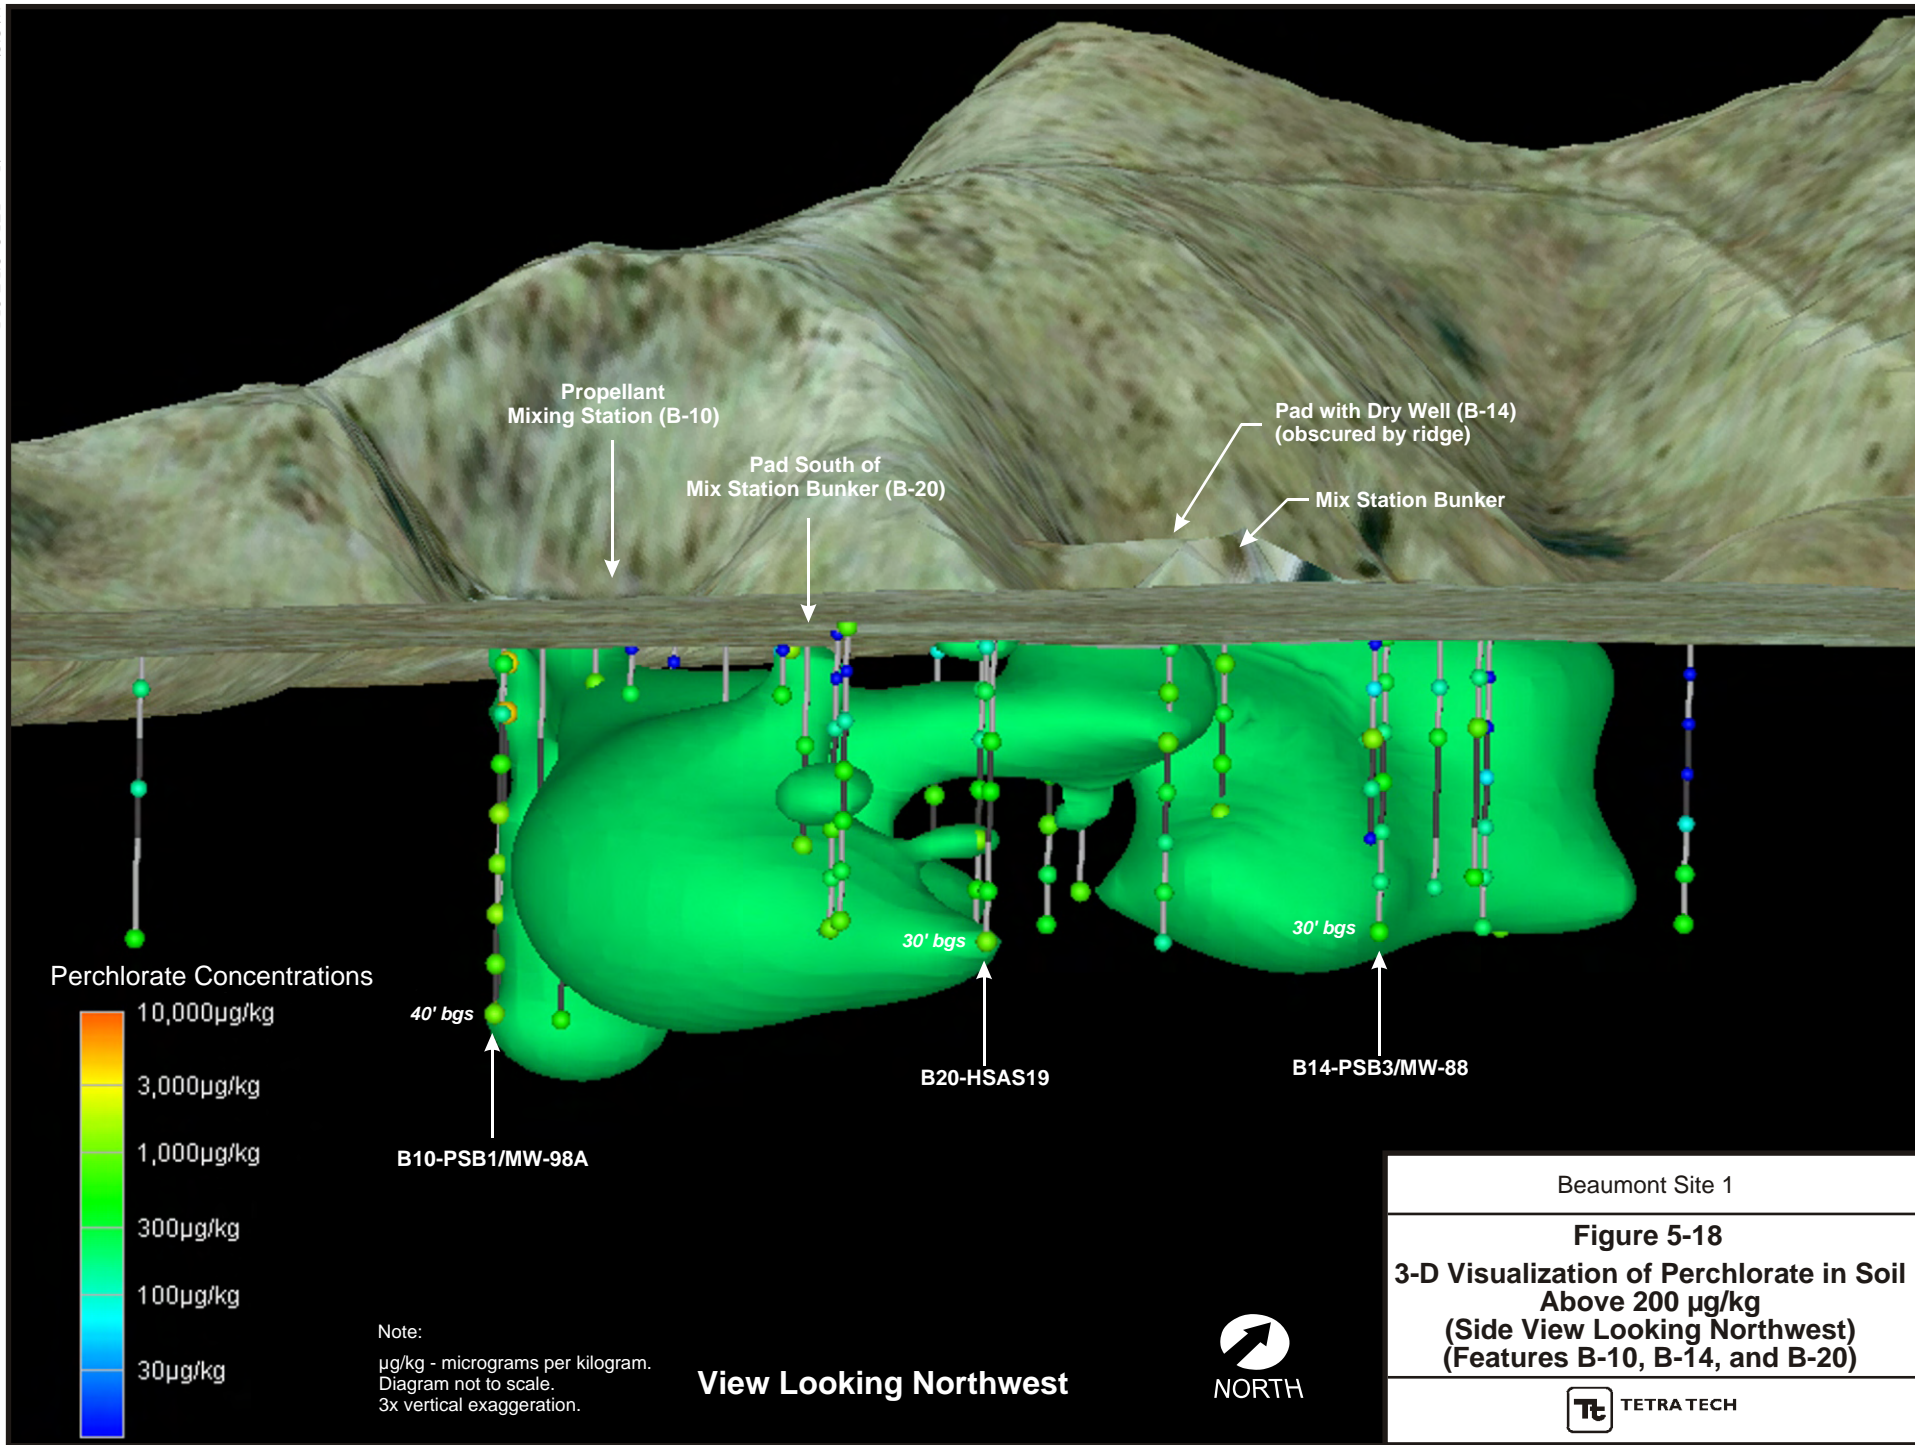 Propellant
Mixing Station (B-10)
Pad South of
Mix Station Bunker (B-20)
Pad with Dry Well (B-14)
(obscured by ridge)
Mix Station Bunker
30' bgs
30' bgs
40' bgs
B20-HSAS19
B14-PSB3/MW-88
B10-PSB1/MW-98A
Perchlorate Concentrations
10,000µg/kg
3,000µg/kg
1,000µg/kg
300µg/kg
100µg/kg
30µg/kg
Note:
µg/kg - micrograms per kilogram.
Diagram not to scale.
3x vertical exaggeration.
View Looking Northwest
NORTH
Beaumont Site 1
Figure 5-18
3-D Visualization of Perchlorate in Soil
Above 200 µg/kg
(Side View Looking Northwest)
(Features B-10, B-14, and B-20)
Tt TETRA TECH